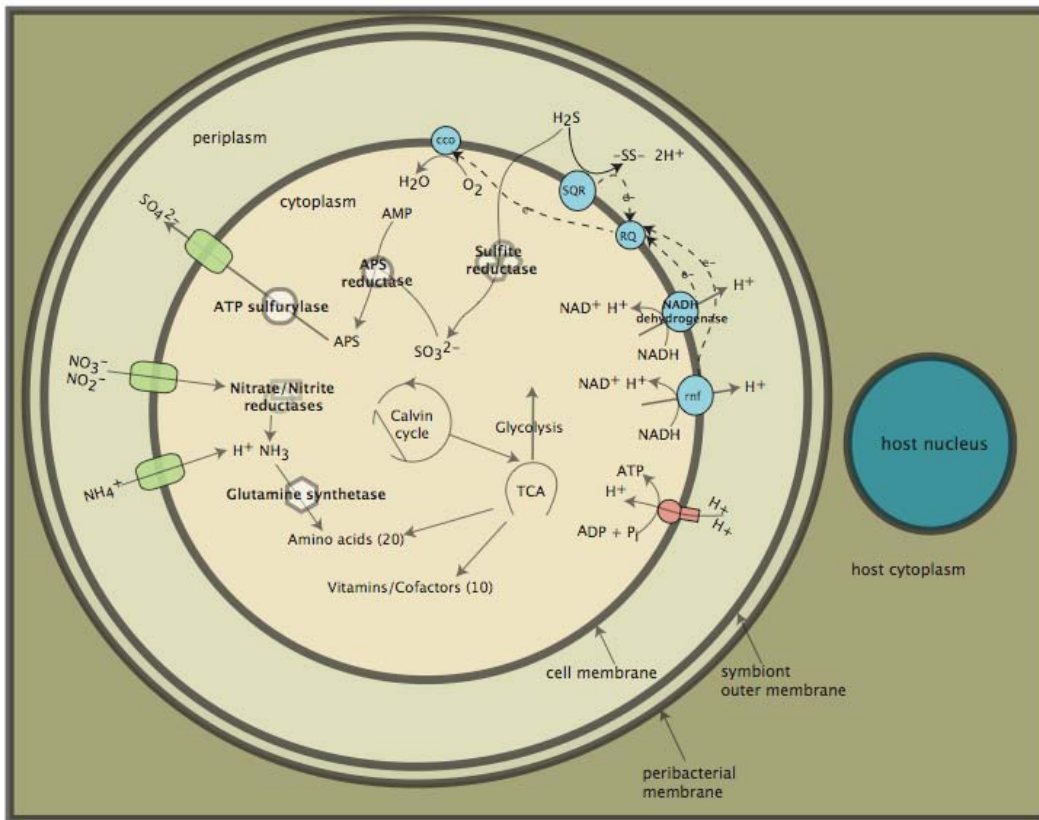 periplasm
cco
H2S
-SS- 2H+
H2O
O2
SQR
e-
SO4 2-
cytoplasm
AMP
e-
RQ
Sulfite
reductase
APS
reductase
e-
e-
H+
ATP sulfurylase
NAD+ H+
NADH
dehydrogenase
APS
SO3 2-
NADH
NO3-
NO2-
Nitrate/Nitrite
reductases
NAD+ H+
rnf
H+
Calvin
cycle
Glycolysis
NADH
host nucleus
H+ NH3
ATP
NH4+
Glutamine synthetase
TCA
H+
H+
H+
ADP + Pi
Amino acids (20)
host cytoplasm
Vitamins/Cofactors (10)
cell membrane
symbiont
outer membrane
peribacterial
membrane